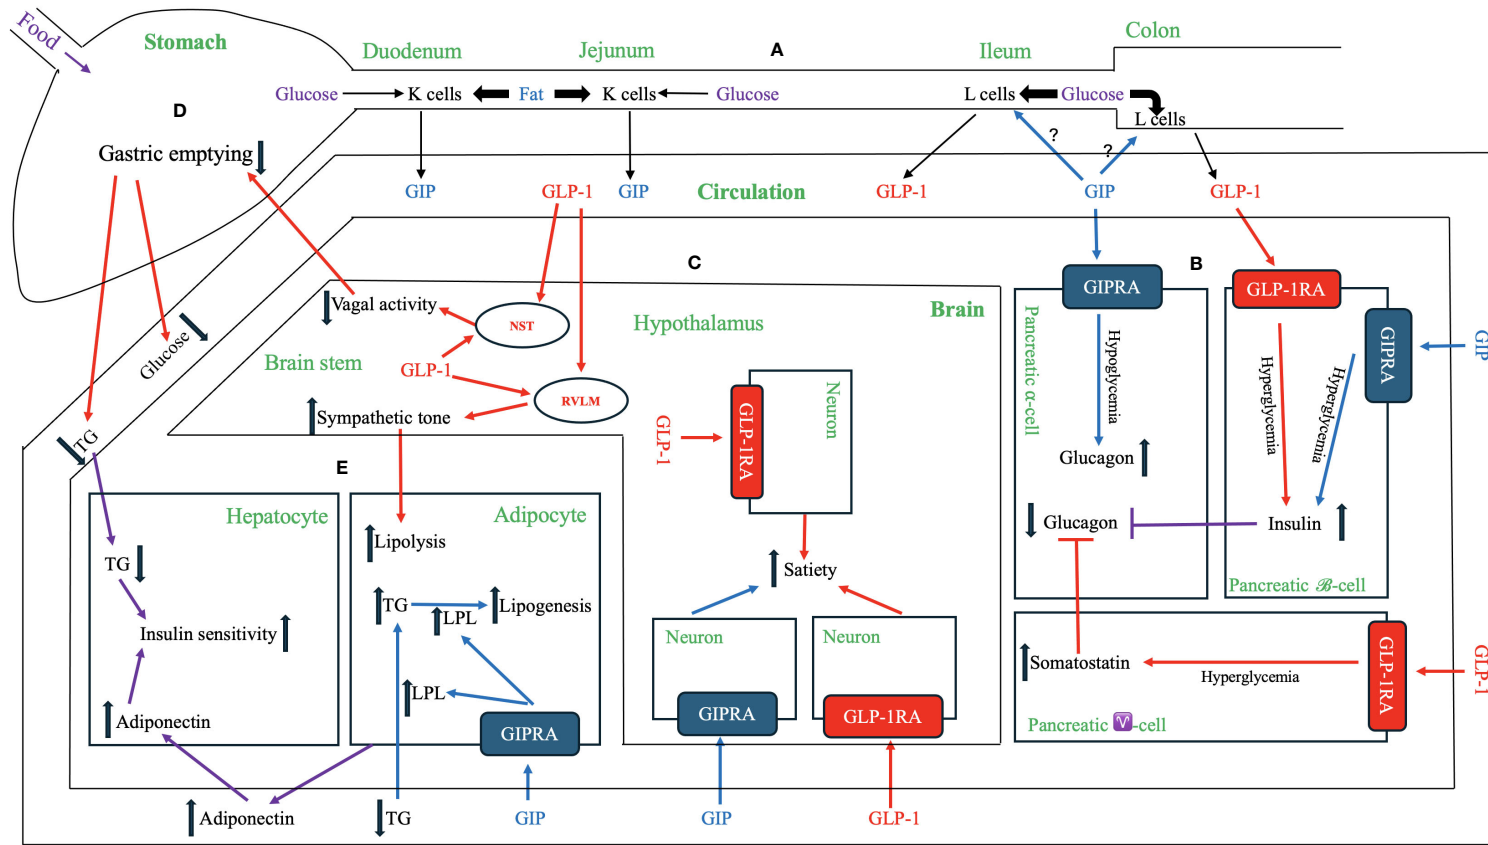 Food
Stomach
Duodenum
Jejunum
A
Ileum
Colon
Glucose
K cells
Fat
K cells
Glucose
L cells
Glucose
L cells
D
Gastric emptying
?
?
GIP
GLP-1
GIP
Circulation
GLP-1
GIP
GLP-1
C
B
Vagal activity
NST
Hypothalamus
Brain
Brain stem
GLP-1
RVLM
Sympathetic tone
Glucose
TG
GLP-1
GLP-1RA
Neuron
Satiety
Neuron
Neuron
GIPRA
GLP-1RA
GIP
GLP-1
GIPRA
Pancreatic α-cell
Hypoglycemia
Glucagon
Glucagon
GLP-1RA
GIPRA
GIP
Hyperglycemia
Hyperglycemia
Insulin
Pancreatic ℬ-cell
Somatostatin
Hyperglycemia
GLP-1RA
GLP-1
Pancreatic ♈-cell
E
Hepatocyte
TG
Insulin sensitivity
Adiponectin
Adipocyte
Lipolysis
TG
LPL
Lipogenesis
LPL
GIPRA
Adiponectin
TG
GIP